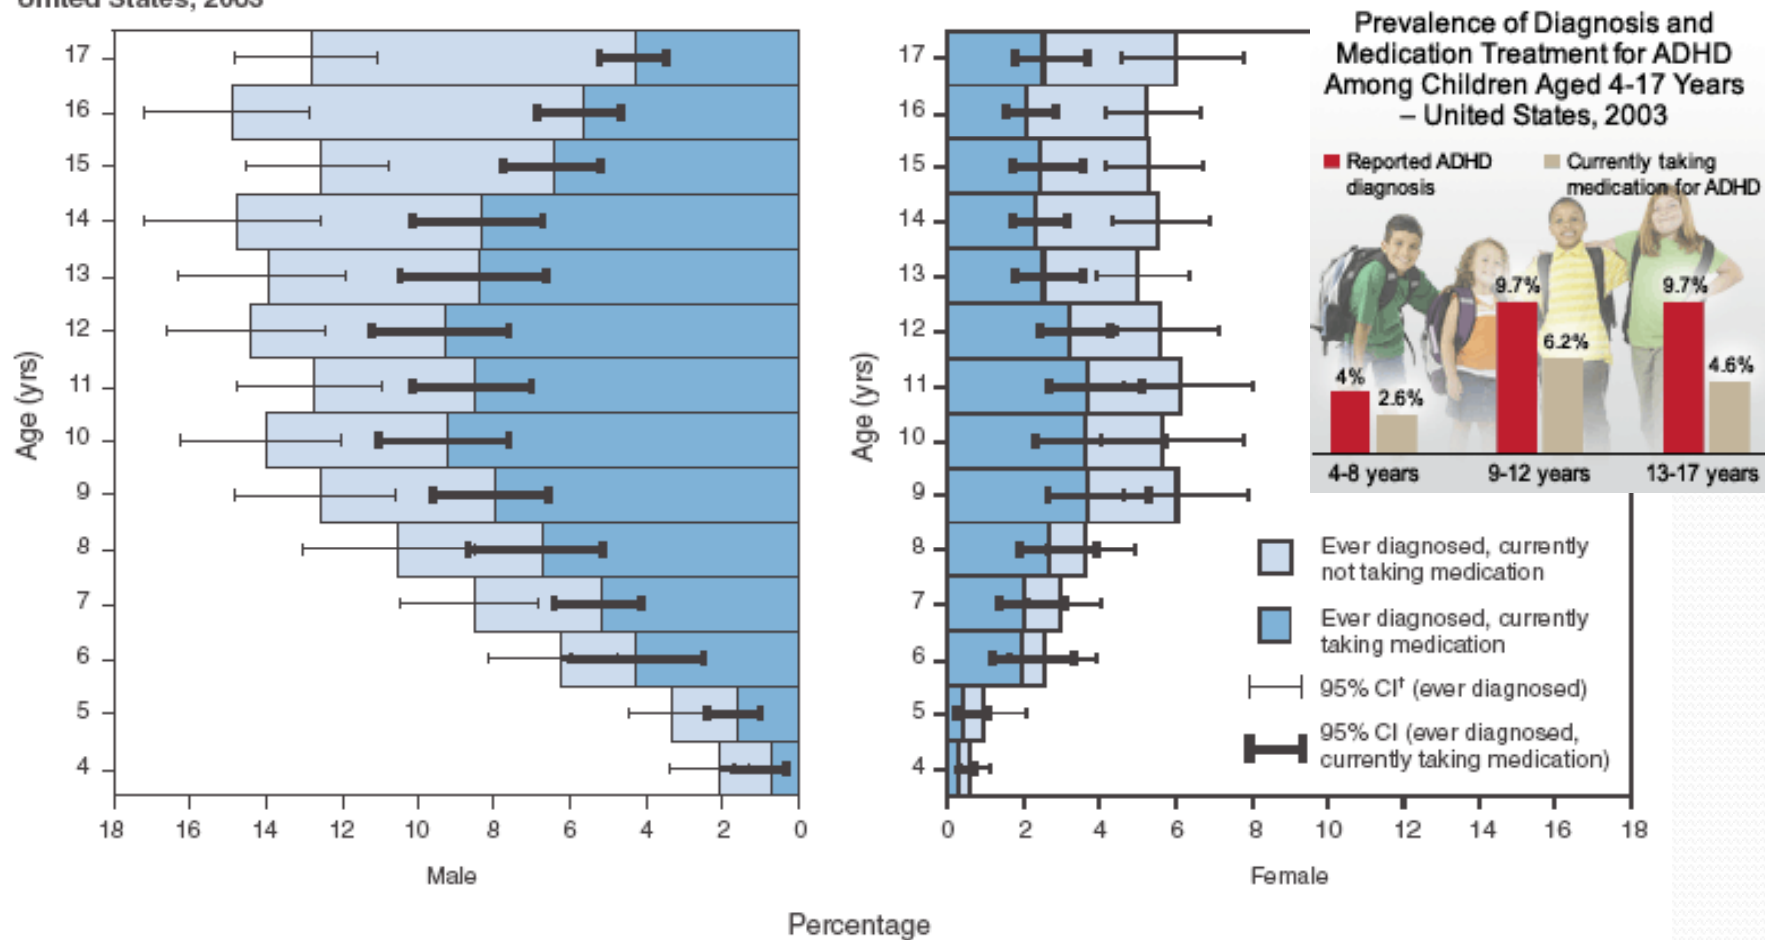 United States, 2003
17
16
15
14
13
12
11
10
9
8
7
6
5
4
Age (yrs)
18 16 14 12 10 8 6 4 2 0
Male
17
16
15
14
13
12
11
10
9
8
7
6
5
4
Age (yrs)
0 2 4 6 8 10 12 14 16 18
Female
Percentage
Prevalence of Diagnosis and
Medication Treatment for ADHD
Among Children Aged 4-17 Years
– United States, 2003
Reported ADHD
diagnosis
Currently taking
medication for ADHD
4%
2.6%
9.7%
6.2%
9.7%
4.6%
4-8 years 9-12 years 13-17 years
Ever diagnosed, currently
not taking medication
Ever diagnosed, currently
taking medication
95% CI† (ever diagnosed)
95% CI (ever diagnosed,
currently taking medication)